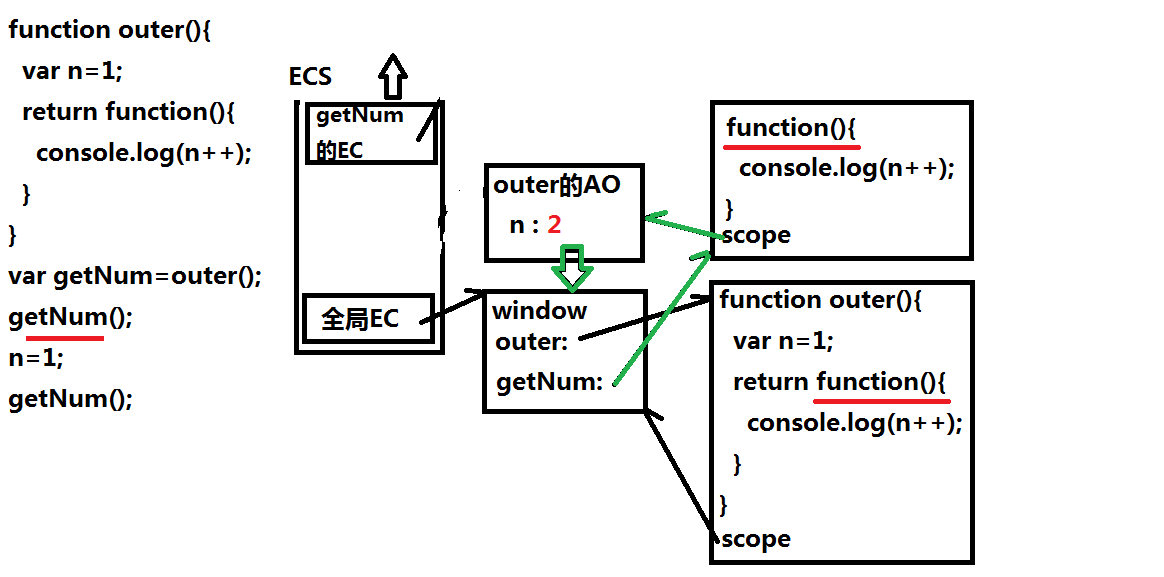 function outer(){
var n=1;
return function(){
console.log(n++);
}
}
var getNum=outer();
getNum();
n=1;
getNum();
ECS
getNum
的EC
全局EC
outer的AO
n : 2
window
outer:
getNum:
function(){
console.log(n++);
}
scope
function outer(){
var n=1;
return function(){
console.log(n++);
}
}
scope